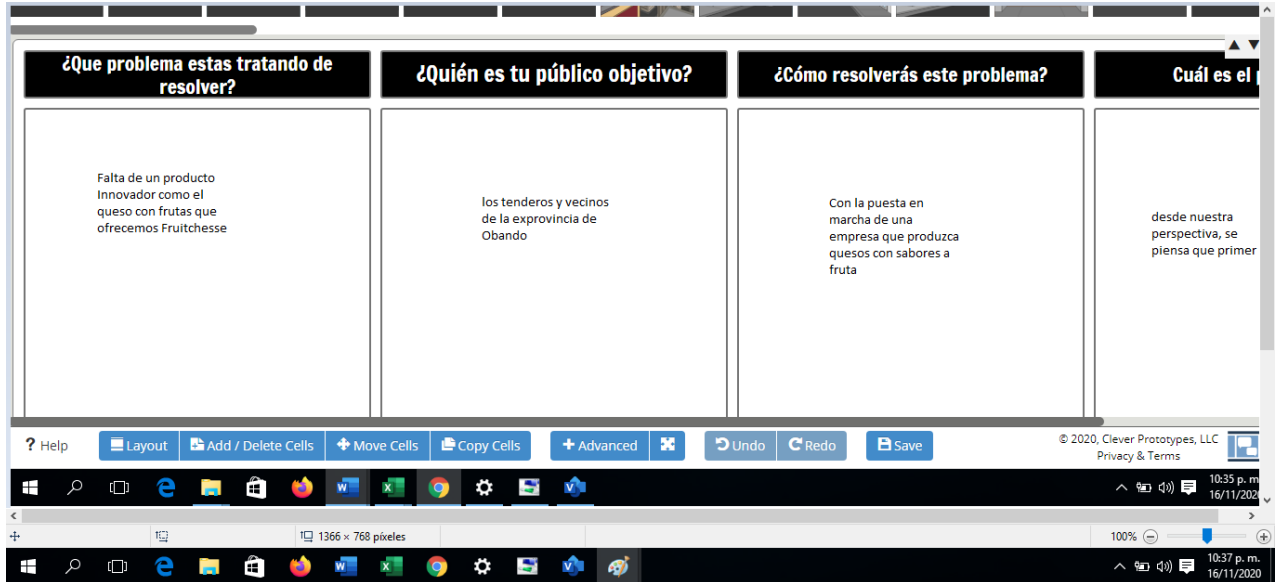 ¿Que problema estas tratando de
resolver?
¿Quién es tu público objetivo?
¿Cómo resolverás este problema?
Cuál es el
Falta de un producto
Innovador como el
queso con frutas que
ofrecemos Fruitchesse
los tenderos y vecinos
de la exprovincia de
Obando
Con la puesta en
marcha de una
empresa que produzca
quesos con sabores a
fruta
desde nuestra
perspectiva, se
piensa que primer
? Help
Layout
Add / Delete Cells
Move Cells
Copy Cells
+ Advanced
Undo
Redo
Save
© 2020, Clever Prototypes, LLC
Privacy & Terms
10:35 p. m
16/11/202
1366 × 768 píxeles
100%
10:37 p. m.
16/11/2020